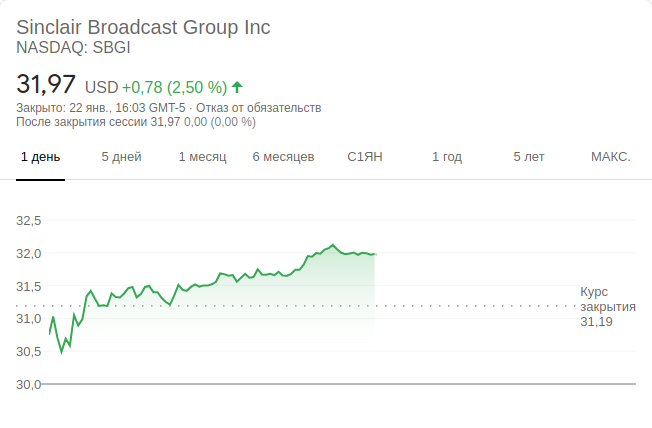 Sinclair Broadcast Group Inc
NASDAQ: SBGI
31,97 USD +0,78 (2,50 %)
Закрыто: 22 янв., 16:03 GMT-5 · Отказ от обязательств
После закрытия сессии 31,97 0,00 (0,00 %)
1 день 5 дней 1 месяц 6 месяцев С1ЯН 1 год 5 лет МАКС.
32,5
32,0
31,5
31,0
30,5
30,0
Курс
закрытия
31,19